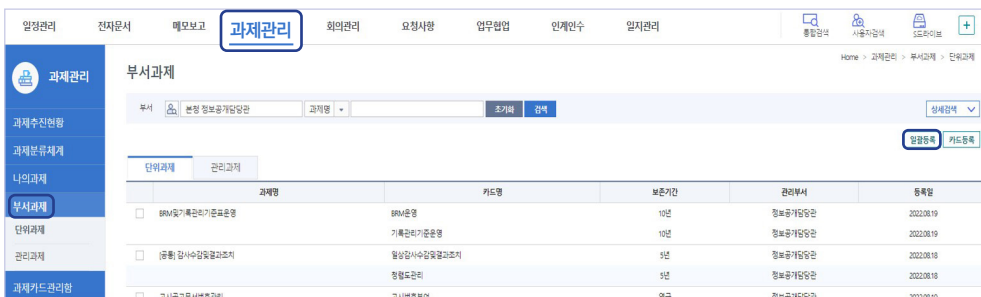 일정관리 전자문서 메모보고 과제관리 회의관리 요청사항 업무협업 인계인수 일지관리 통합검색 사용자검색 S드라이브 +
Home > 과제관리 > 부서과제 > 단위과제
과제관리
과제추진현황
과제분류체계
나의과제
부서과제
단위과제
관리과제
과제카드관리함
부서과제
부서 본청 정보공개담당관 과제명 초기화 검색 상세검색
일괄등록 카드등록
단위과제 관리과제
과제명 카드명 보존기간 관리부서 등록일
BRM및기록관리기준표운영 BRM운영 10년 정보공개담당관 2022.08.19
기록관리기준운영 10년 정보공개담당관 2022.08.19
[공통] 감사수감및결과조치 일상감사수감및결과조치 5년 정보공개담당관 2022.08.18
청렴도관리 5년 정보공개담당관 2022.08.18